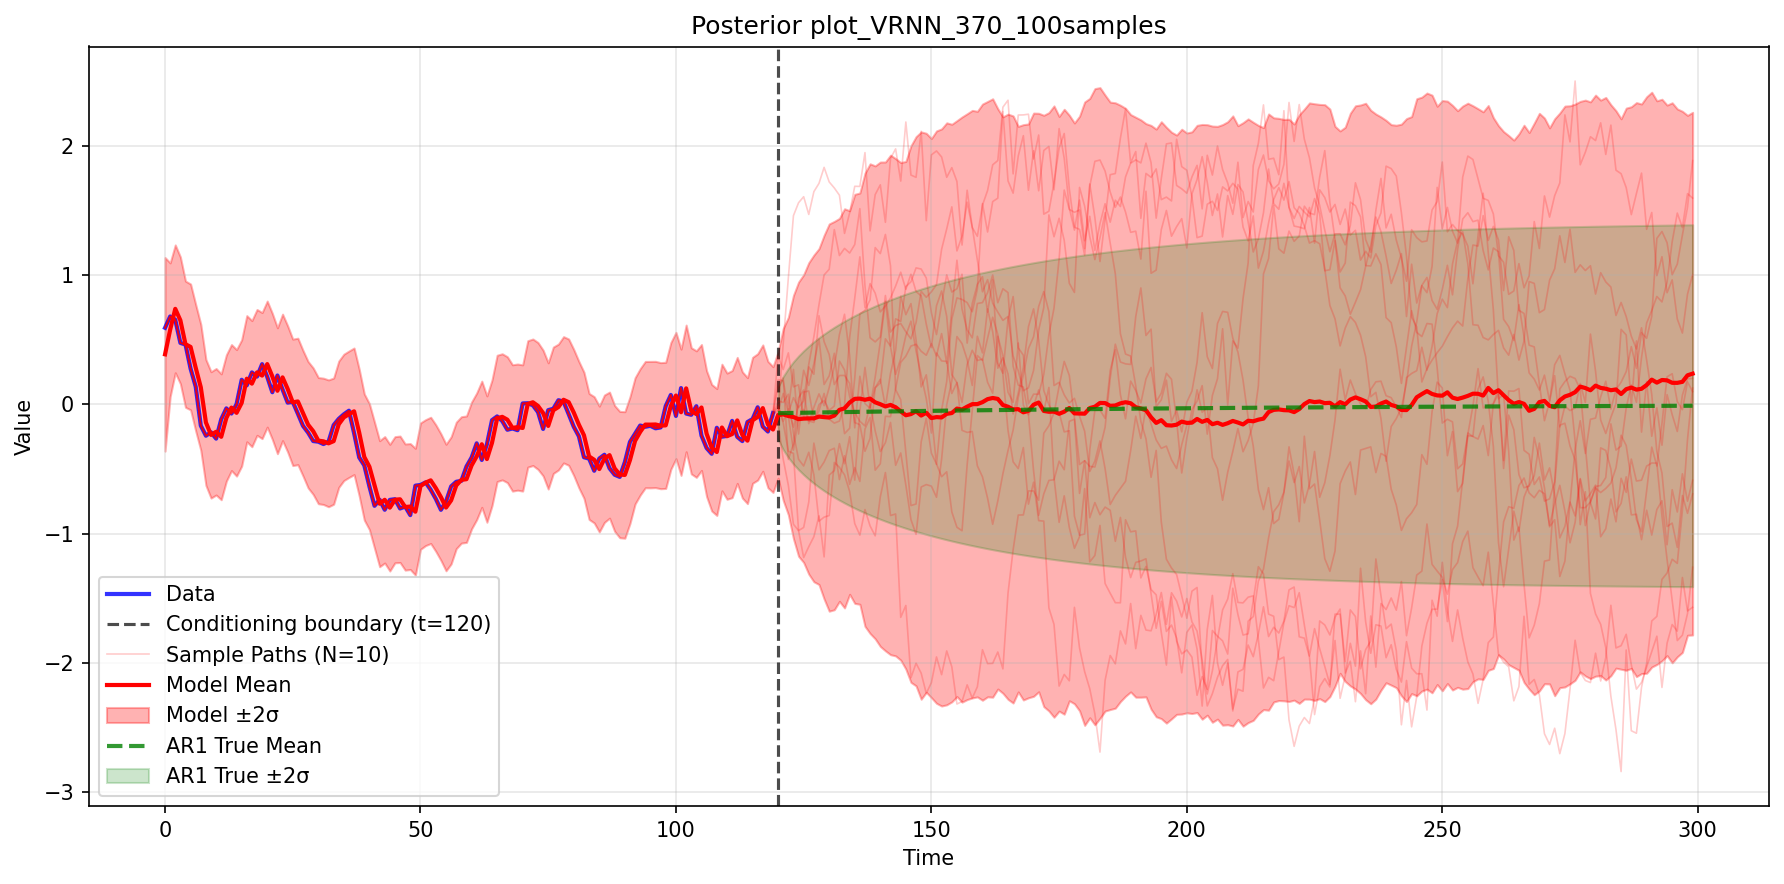 Posterior plot_VRNN_370_100samples
Value
2
1
0
−1
−2
−3
Data
Conditioning boundary (t=120)
Sample Paths (N=10)
Model Mean
Model ±2σ
AR1 True Mean
AR1 True ±2σ
0 50 100 150 200 250 300
Time